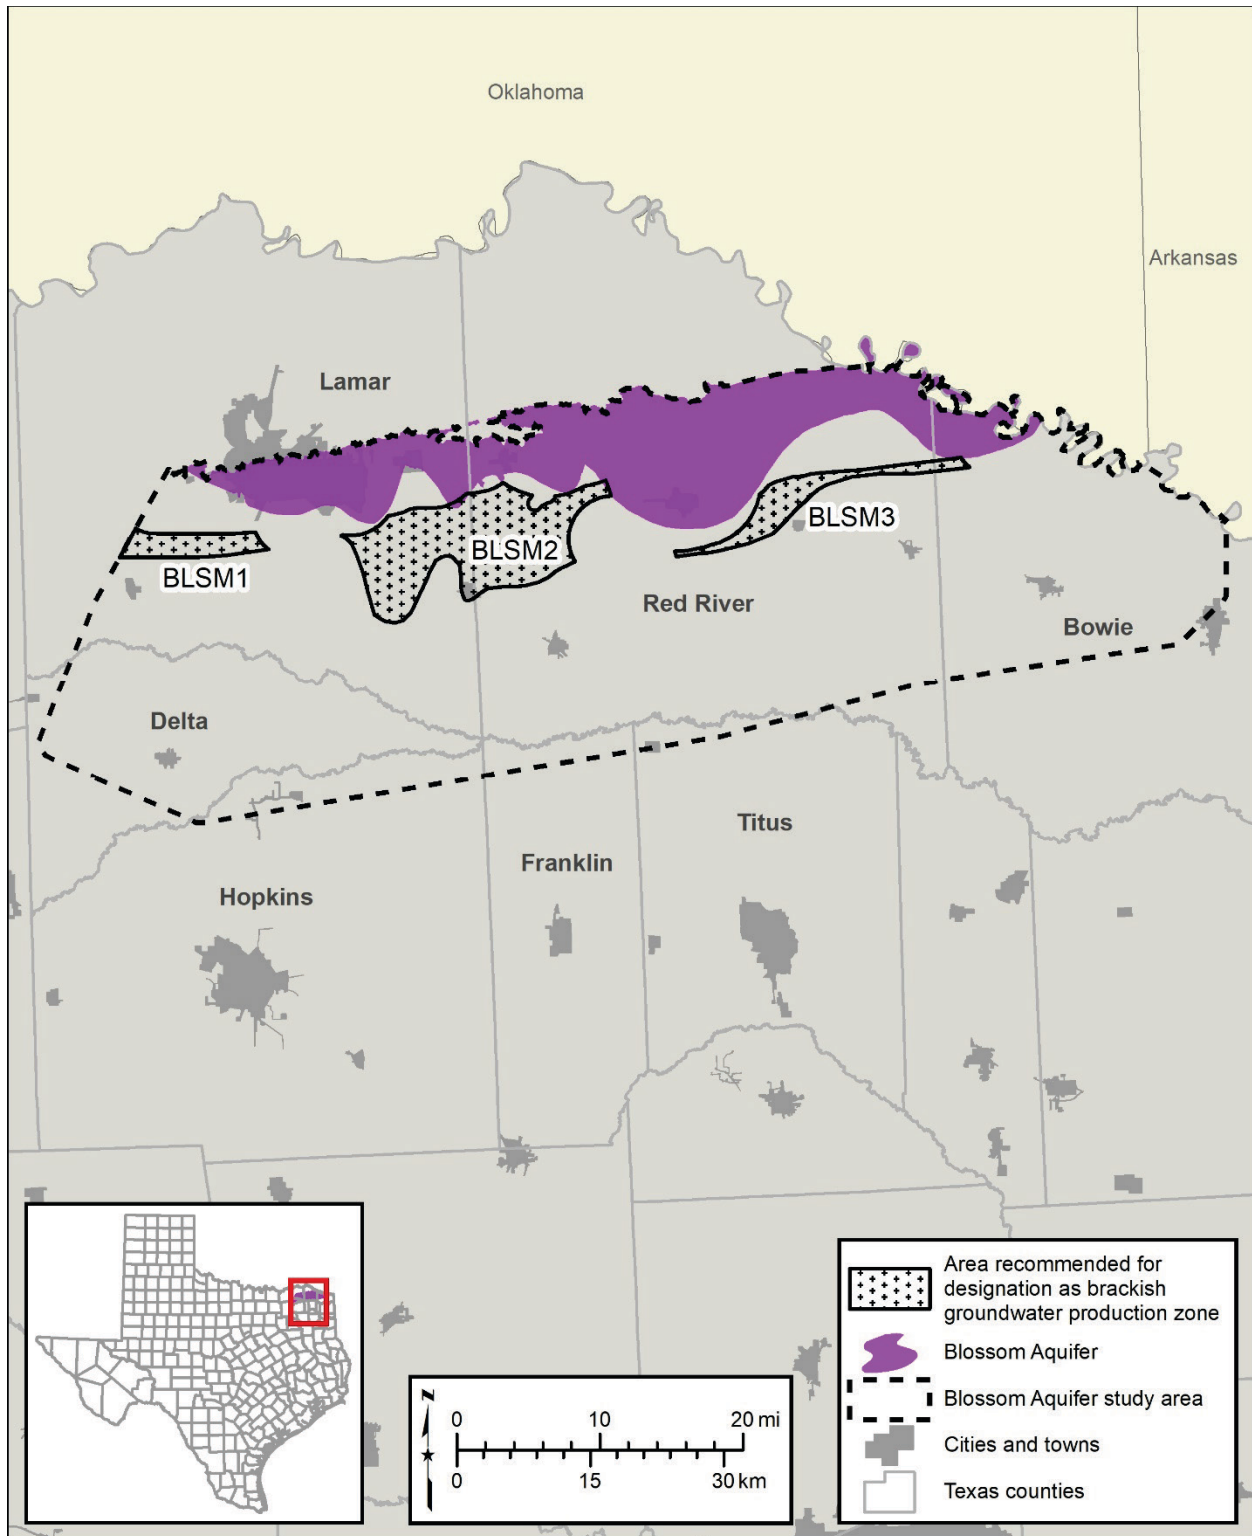 Oklahoma
Arkansas
Lamar
BLSM1
BLSM2
BLSM3
Red River
Bowie
Delta
Hopkins
Franklin
Titus
N
0 10 20 mi
0 15 30 km
Area recommended for
designation as brackish
groundwater production zone
Blossom Aquifer
Blossom Aquifer study area
Cities and towns
Texas counties